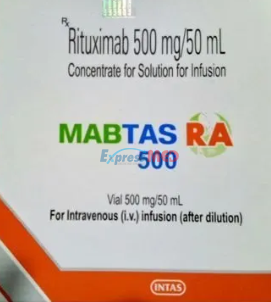 Rx
Rituximab 500 mg/50 mL
Concentrate for Solution for Infusion
MABTAS RA
500
Vial 500 mg/50 mL
For Intravenous (i.v.) infusion (after dilution)
INTAS